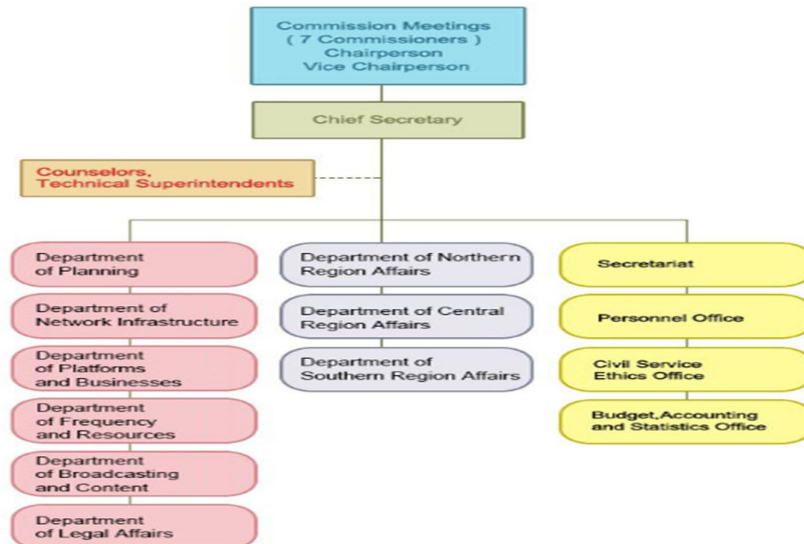 Commission Meetings
( 7 Commissioners )
Chairperson
Vice Chairperson
Chief Secretary
Counselors,
Technical Superintendents
Department
of Planning
Department of
Network Infrastructure
Department
of Platforms
and Businesses
Department
of Frequency
and Resources
Department
of Broadcasting
and Content
Department
of Legal Affairs
Department of Northern
Region Affairs
Department of Central
Region Affairs
Department of
Southern Region Affairs
Secretariat
Personnel Office
Civil Service
Ethics Office
Budget,Accounting
and Statistics Office